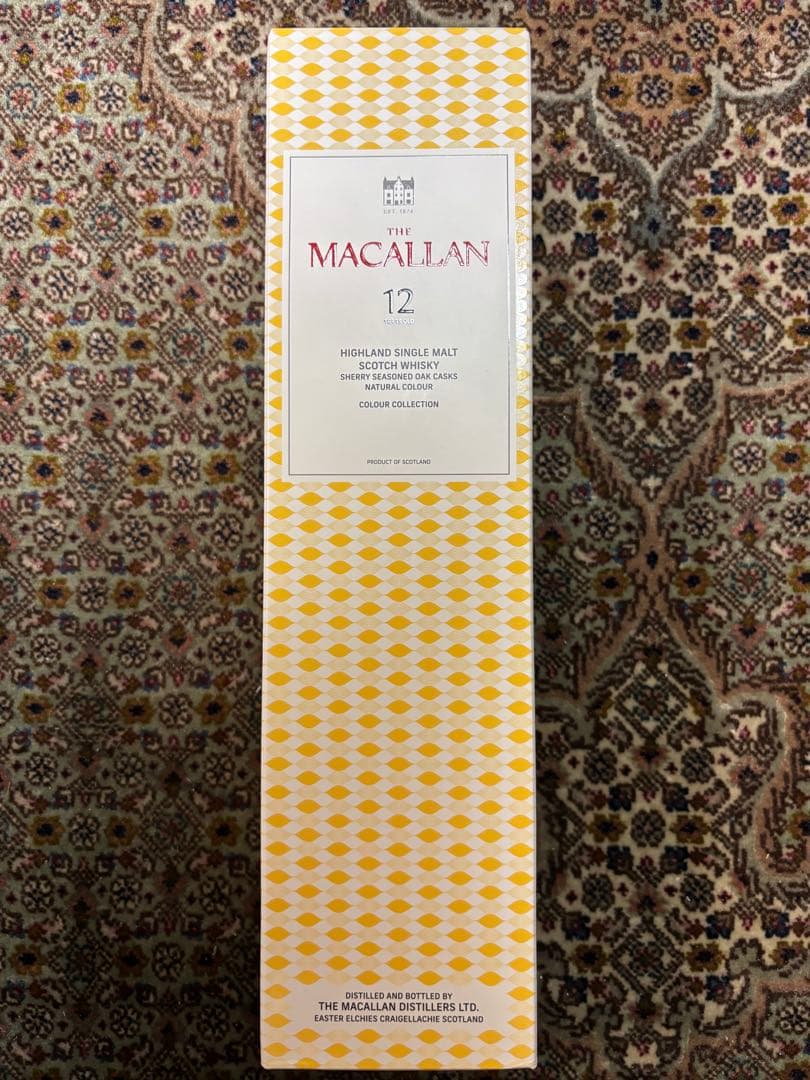 EST. 1824
THE
MACALLAN
12
YEARS OLD
HIGHLAND SINGLE MALT
SCOTCH WHISKY
SHERRY SEASONED OAK CASKS
NATURAL COLOUR
COLOUR COLLECTION
PRODUCT OF SCOTLAND
DISTILLED AND BOTTLED BY
THE MACALLAN DISTILLERS LTD.
EASTER ELCHIES CRAIGELLACHIE SCOTLAND